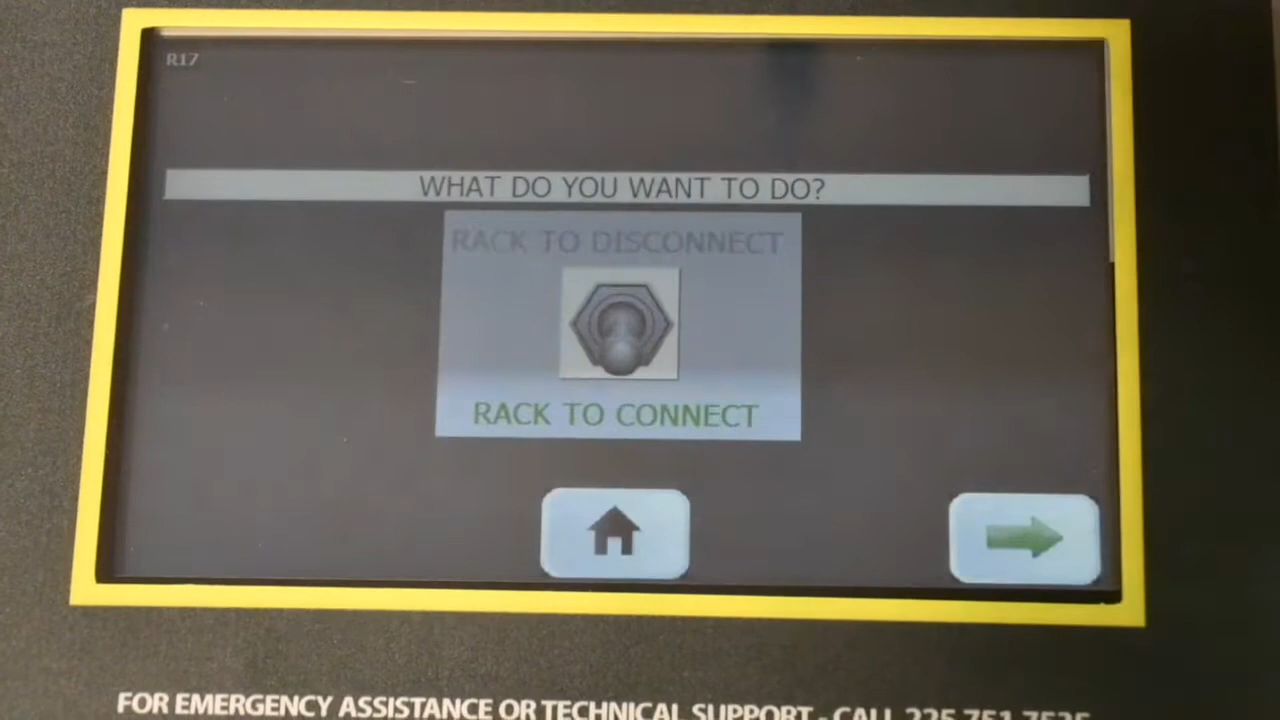 R17
WHAT DO YOU WANT TO DO?
RACK TO DISCONNECT
RACK TO CONNECT
FOR EMERGENCY ASSISTANCE OR TECHNICAL SUPPORT - CALL 225.751.7535